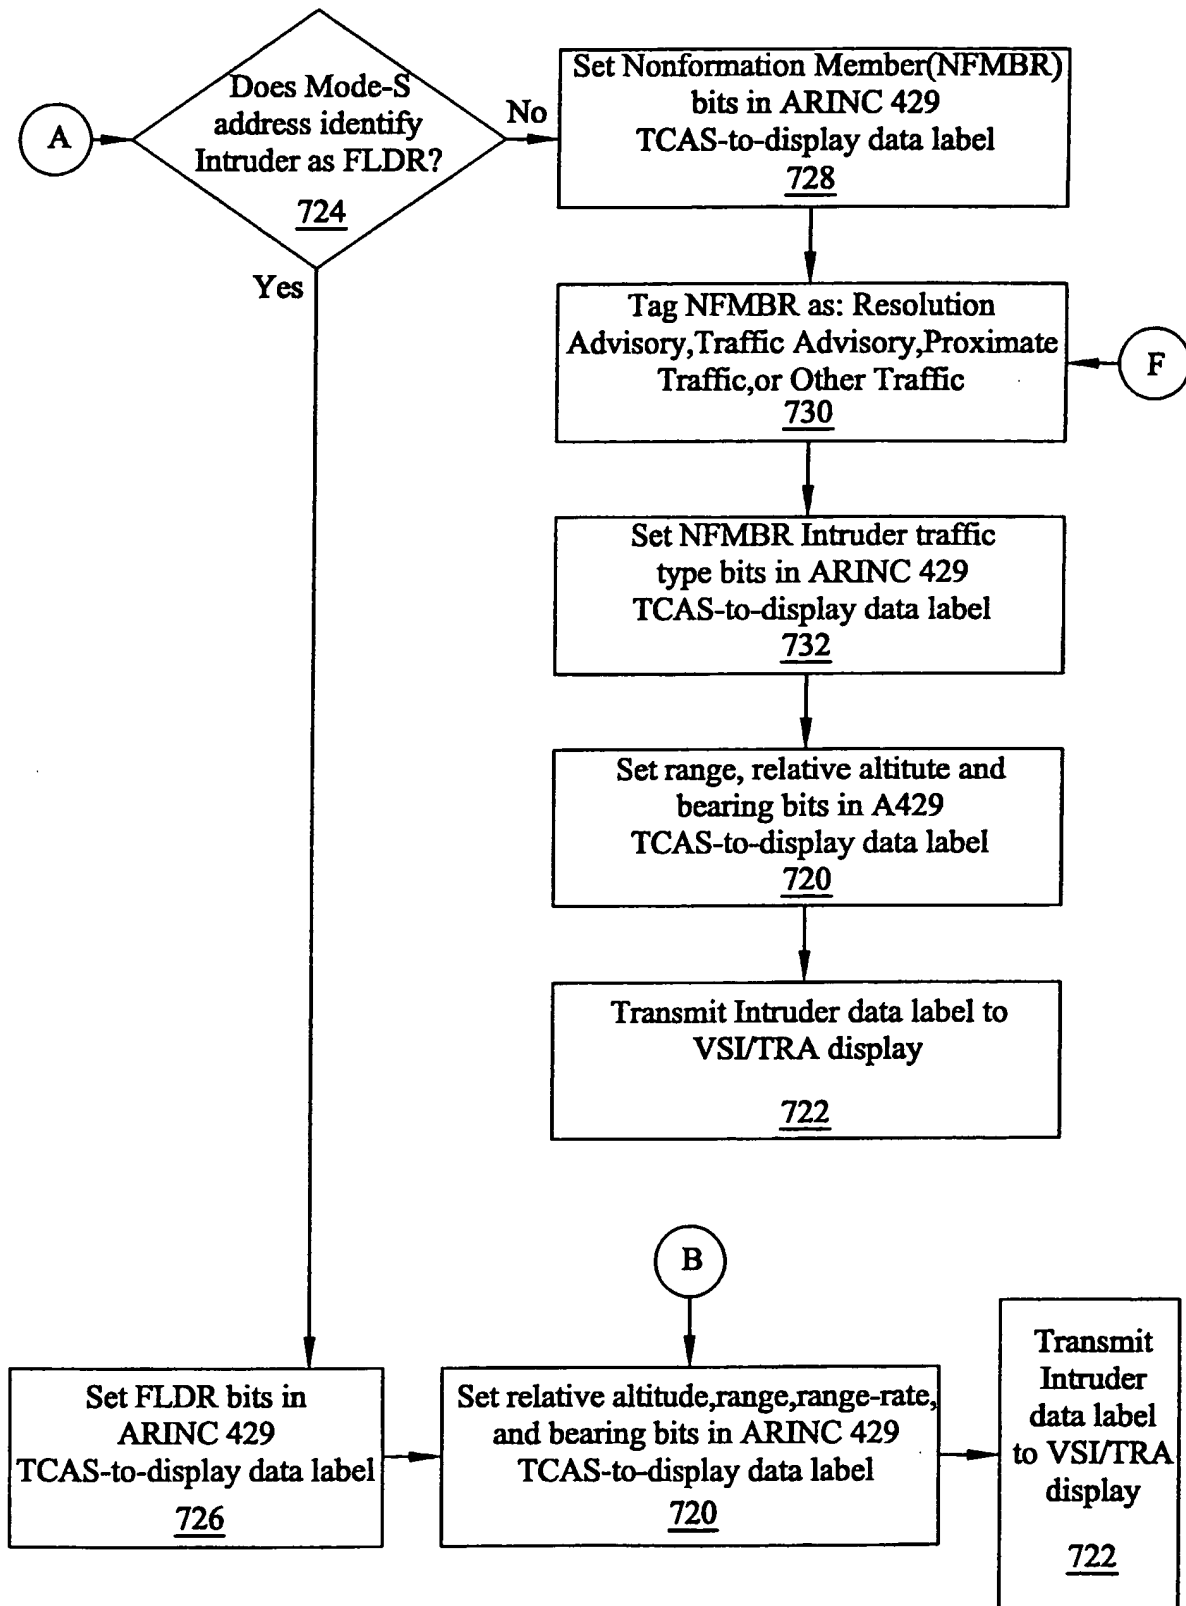 A
Does Mode-S
address identify
Intruder as FLDR?
724
No
Yes
Set Nonformation Member(NFMBR)
bits in ARINC 429
TCAS-to-display data label
728
Tag NFMBR as: Resolution
Advisory,Traffic Advisory,Proximate
Traffic,or Other Traffic
730
F
Set NFMBR Intruder traffic
type bits in ARINC 429
TCAS-to-display data label
732
Set range, relative altitute and
bearing bits in A429
TCAS-to-display data label
720
Transmit Intruder data label to
VSI/TRA display
722
B
Set FLDR bits in
ARINC 429
TCAS-to-display data label
726
Set relative altitude,range,range-rate,
and bearing bits in ARINC 429
TCAS-to-display data label
720
Transmit
Intruder
data label
to VSI/TRA
display
722